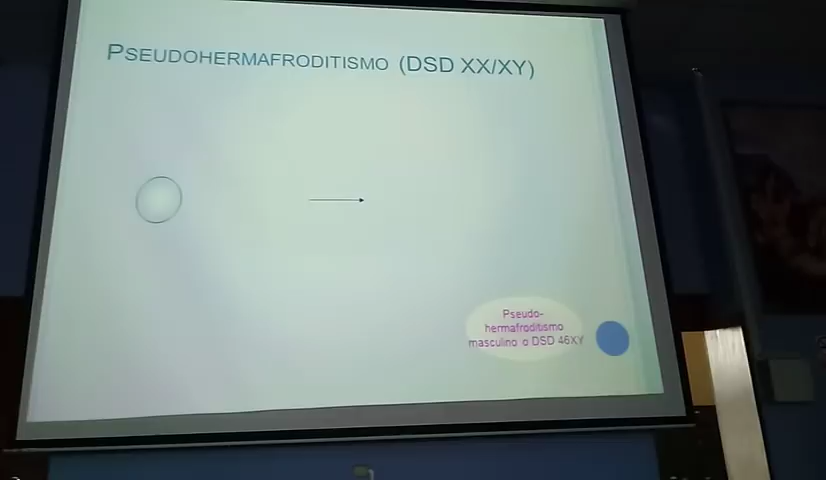 PSEUDOHERMAFRODITISMO (DSD XX/XY)
Pseudo-
hermafroditismo
masculino o DSD 46XY